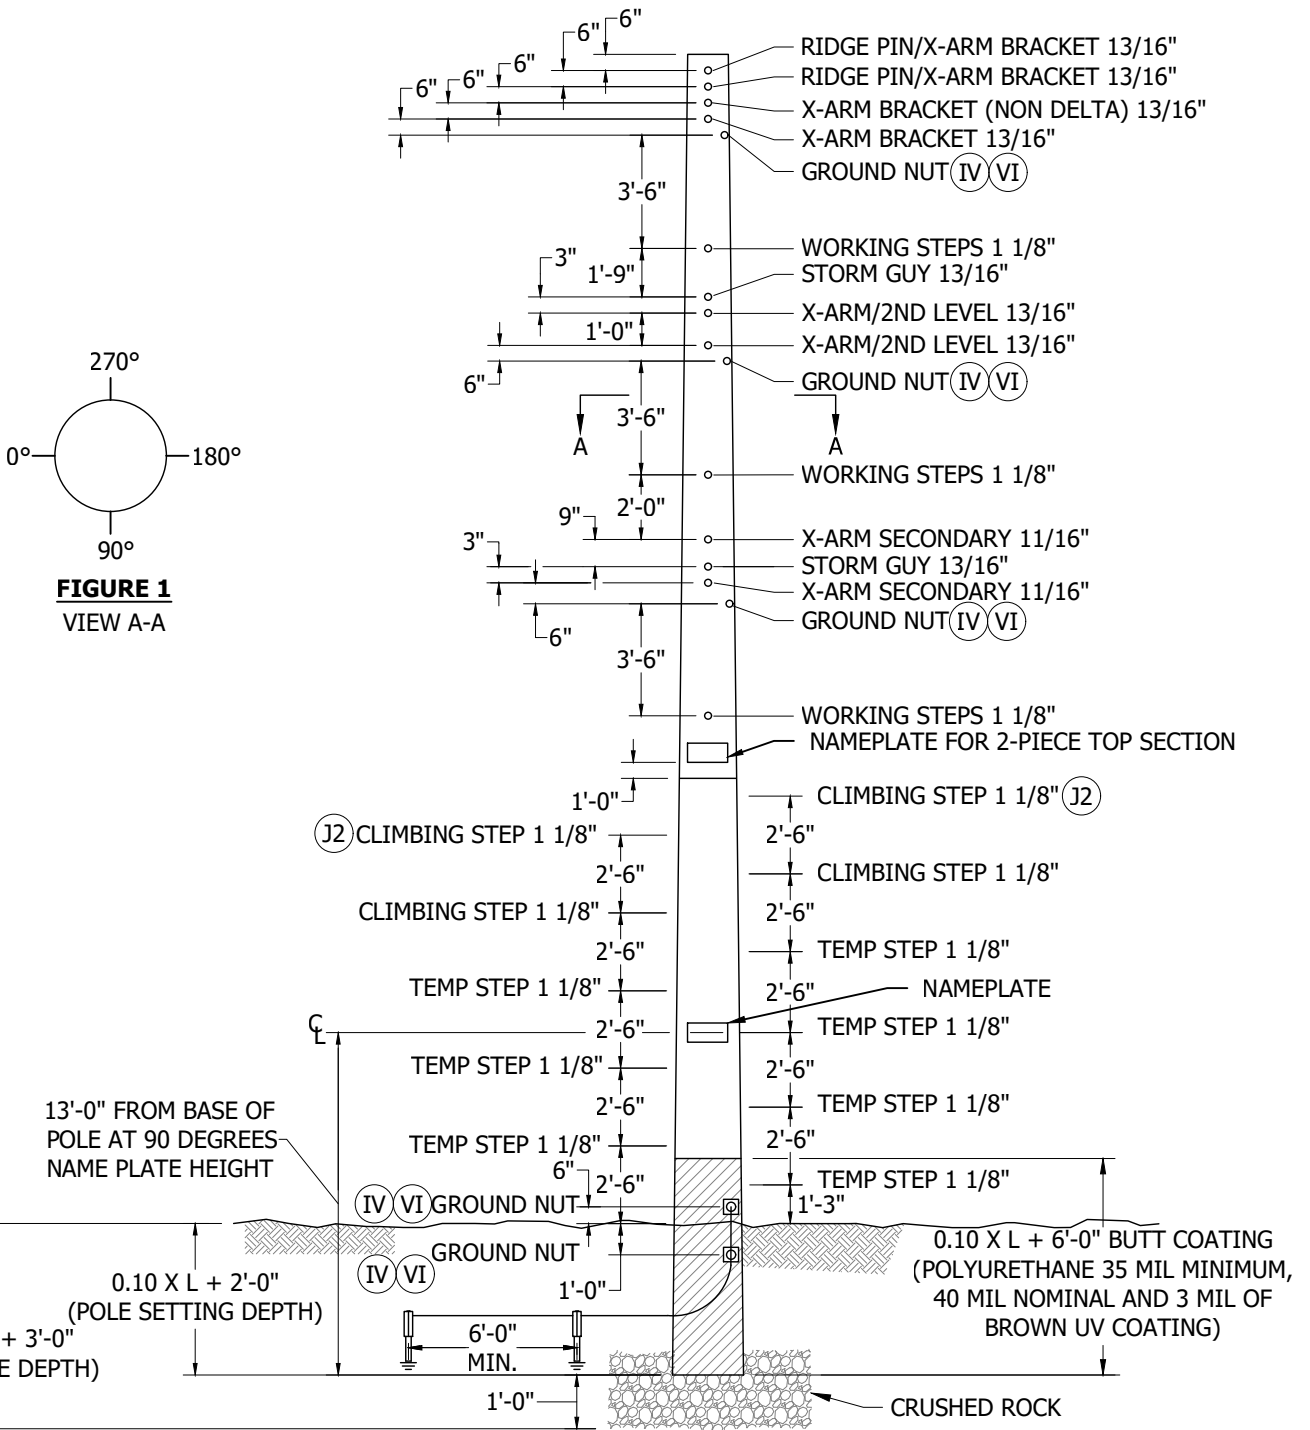 6"
6"
6"
6"
6"
RIDGE PIN/X-ARM BRACKET 13/16"
RIDGE PIN/X-ARM BRACKET 13/16"
X-ARM BRACKET (NON DELTA) 13/16"
X-ARM BRACKET 13/16"
GROUND NUT IV VI
3'-6"
WORKING STEPS 1 1/8"
3"
1'-9"
STORM GUY 13/16"
X-ARM/2ND LEVEL 13/16"
1'-0"
X-ARM/2ND LEVEL 13/16"
6"
GROUND NUT IV VI
3'-6"
A
A
270°
0°
180°
90°
FIGURE 1
VIEW A-A
WORKING STEPS 1 1/8"
2'-0"
9"
X-ARM SECONDARY 11/16"
3"
STORM GUY 13/16"
X-ARM SECONDARY 11/16"
GROUND NUT IV VI
6"
3'-6"
WORKING STEPS 1 1/8"
NAMEPLATE FOR 2-PIECE TOP SECTION
1'-0"
CLIMBING STEP 1 1/8" J2
J2 CLIMBING STEP 1 1/8"
2'-6"
2'-6"
CLIMBING STEP 1 1/8"
CLIMBING STEP 1 1/8"
2'-6"
2'-6"
TEMP STEP 1 1/8"
TEMP STEP 1 1/8"
2'-6"
NAMEPLATE
CL
2'-6"
TEMP STEP 1 1/8"
TEMP STEP 1 1/8"
2'-6"
2'-6"
TEMP STEP 1 1/8"
13'-0" FROM BASE OF
POLE AT 90 DEGREES
NAME PLATE HEIGHT
TEMP STEP 1 1/8"
2'-6"
6"
2'-6"
TEMP STEP 1 1/8"
1'-3"
IV VI GROUND NUT
GROUND NUT
IV VI
1'-0"
0.10 X L + 2'-0"
(POLE SETTING DEPTH)
0.10 X L + 6'-0" BUTT COATING
(POLYURETHANE 35 MIL MINIMUM,
40 MIL NOMINAL AND 3 MIL OF
BROWN UV COATING)
+ 3'-0"
E DEPTH)
6'-0"
MIN.
1'-0"
CRUSHED ROCK